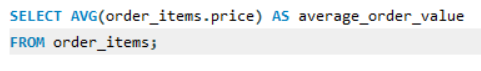 SELECT AVG(order_items.price) AS average_order_value
FROM order_items;